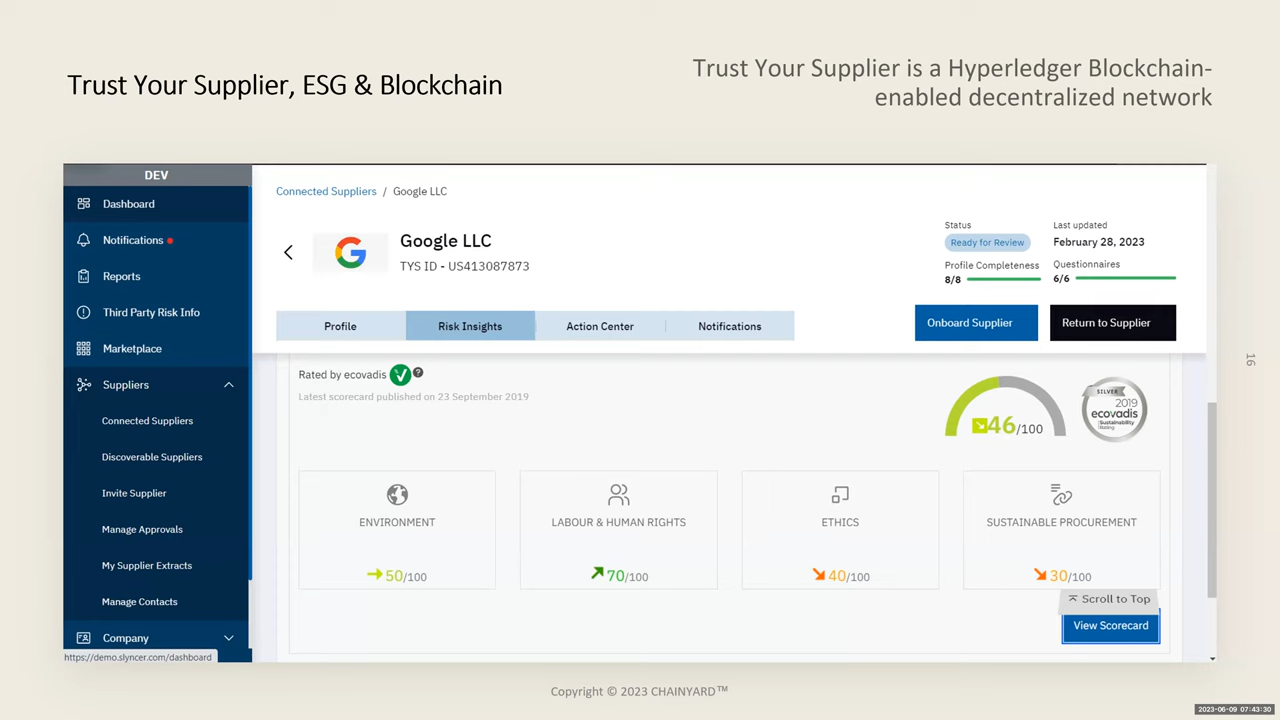 Trust Your Supplier, ESG & Blockchain
Trust Your Supplier is a Hyperledger Blockchain-
enabled decentralized network
DEV
Dashboard
Notifications
Reports
Third Party Risk Info
Marketplace
Suppliers
Connected Suppliers
Discoverable Suppliers
Invite Supplier
Manage Approvals
My Supplier Extracts
Manage Contacts
Company
https://demo.slyncer.com/dashboard
Connected Suppliers / Google LLC
Google LLC
TYS ID - US413087873
Status
Ready for Review
Last updated
February 28, 2023
Profile Completeness
8/8
Questionnaires
6/6
Profile
Risk Insights
Action Center
Notifications
Onboard Supplier
Return to Supplier
Rated by ecovadis
Latest scorecard published on 23 September 2019
46/100
SILVER
2019
ecovadis
Sustainability
Rating
ENVIRONMENT
50/100
LABOUR & HUMAN RIGHTS
70/100
ETHICS
40/100
SUSTAINABLE PROCUREMENT
30/100
Scroll to Top
View Scorecard
16
Copyright © 2023 CHAINYARD™
2023-06-09 07:43:30